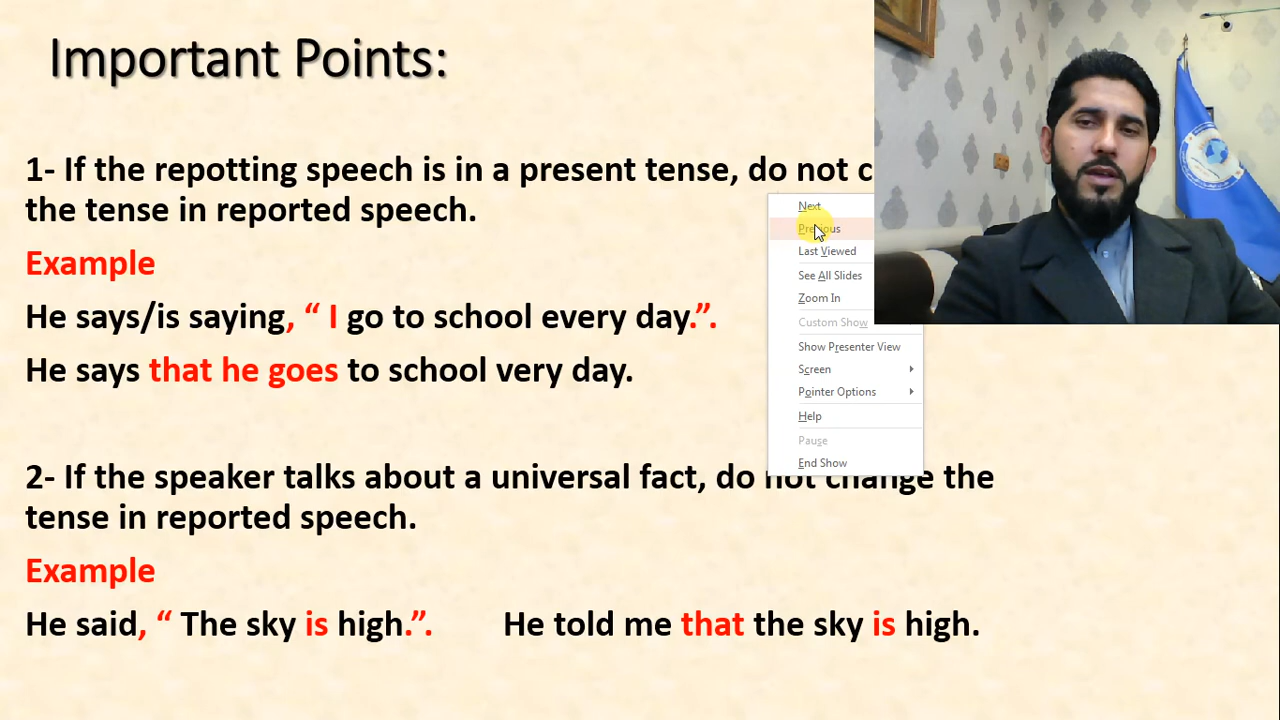 Important Points:
1- If the repotting speech is in a present tense, do not c
the tense in reported speech.
Example
He says/is saying, “ I go to school every day.”.
He says that he goes to school very day.
2- If the speaker talks about a universal fact, do not change the
tense in reported speech.
Example
He said, “ The sky is high.”. He told me that the sky is high.
Next
Previous
Last Viewed
See All Slides
Zoom In
Custom Show
Show Presenter View
Screen
Pointer Options
Help
Pause
End Show